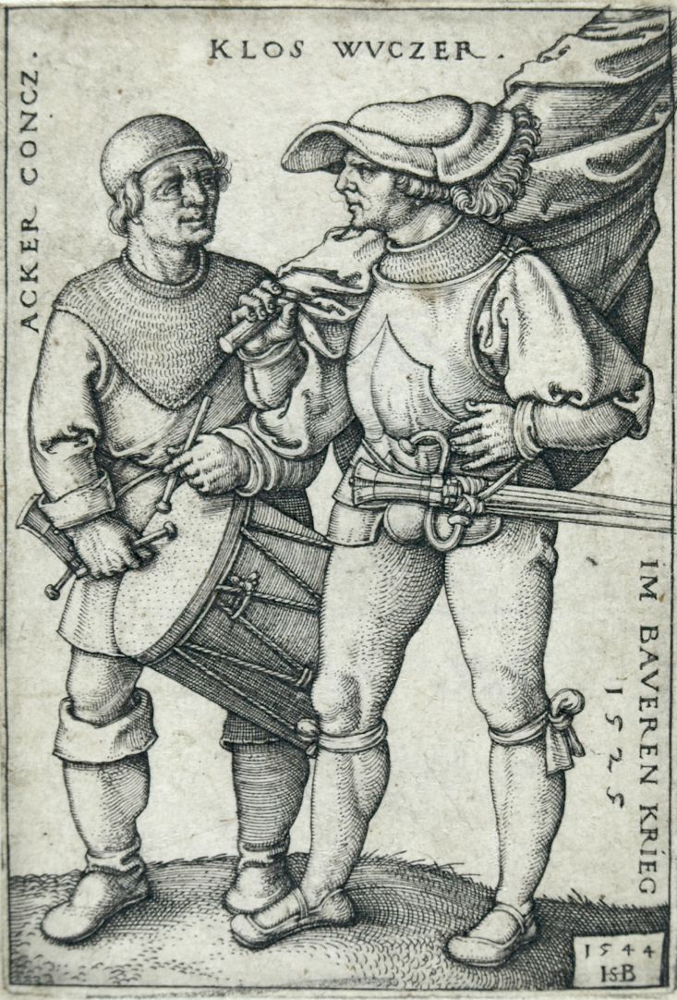 KLOS WVCZER .
ACKER CONCZ .
IM BAVEREN KRIEG
1525
1544
HSB